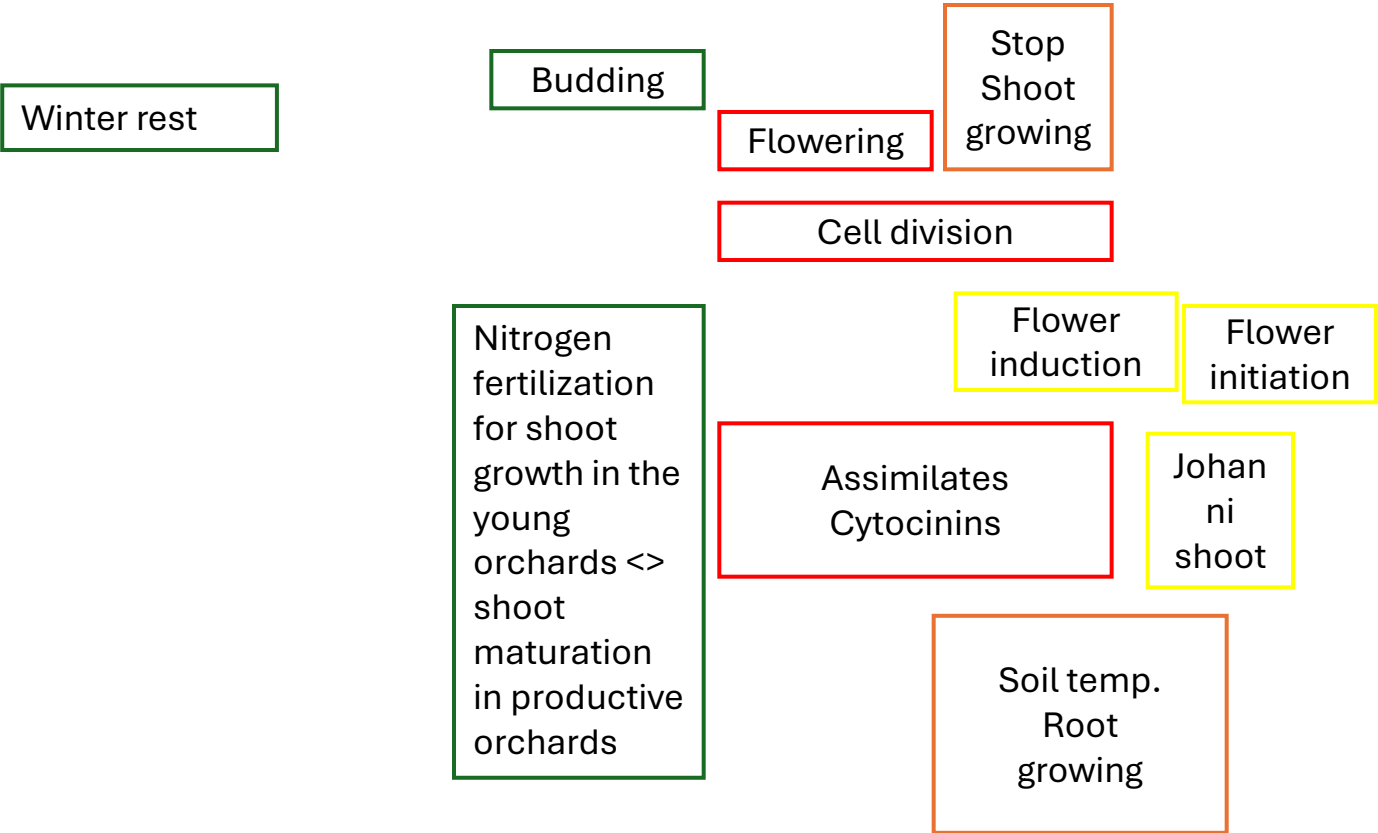 Winter rest
Budding
Flowering
Stop
Shoot
growing
Cell division
Nitrogen
fertilization
for shoot
growth in the
young
orchards <>
shoot
maturation
in productive
orchards
Flower
induction
Flower
initiation
Assimilates
Cytocinins
Johan
ni
shoot
Soil temp.
Root
growing